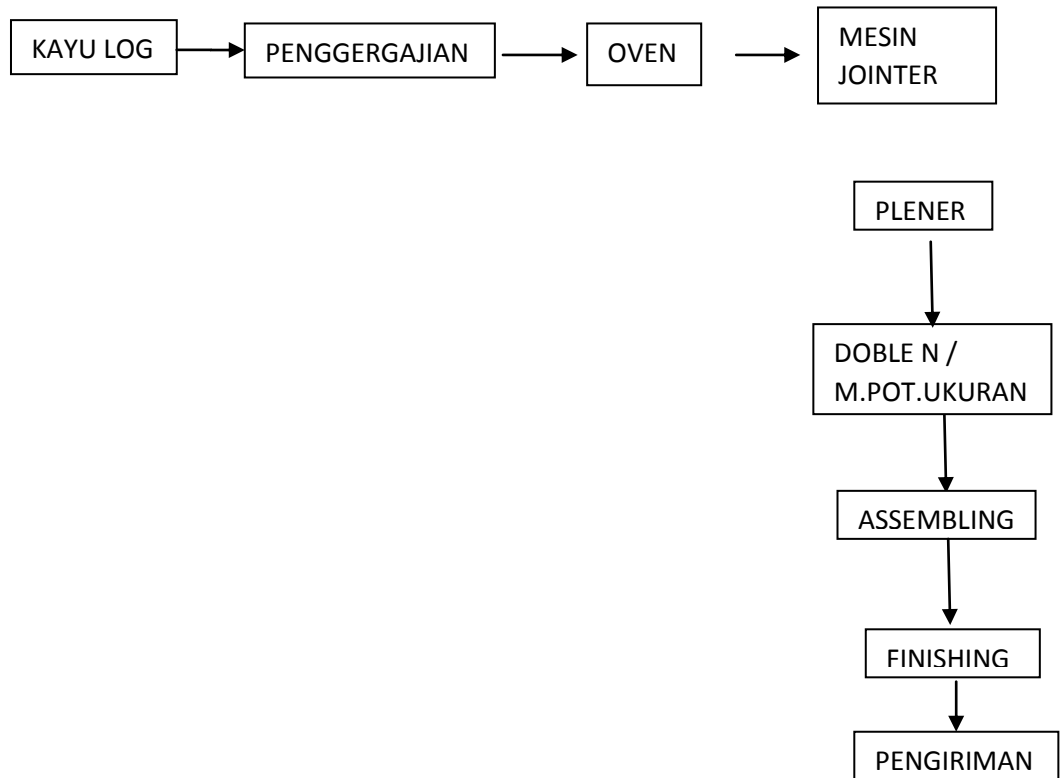 KAYU LOG
PENGGERGAJIAN
OVEN
MESIN
JOINTER
PLENER
DOBLE N /
M.POT.UKURAN
ASSEMBLING
FINISHING
PENGIRIMAN